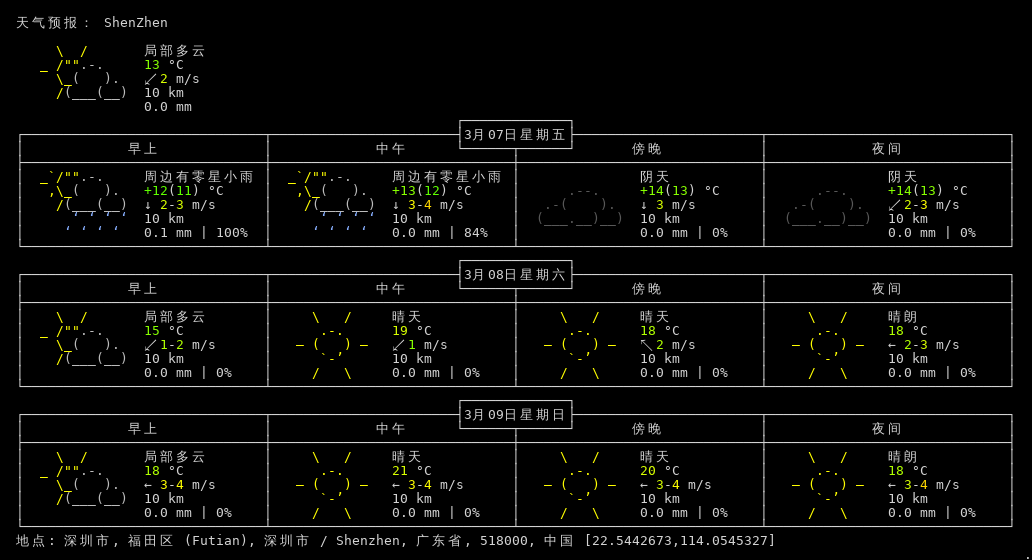 天气预报： ShenZhen
局部多云
13 °C
↙2 m/s
10 km
0.0 mm
3月07日星期五
早上 中午 傍晚 夜间
周边有零星小雨 周边有零星小雨 阴天 阴天
+12(11) °C +13(12) °C +14(13) °C +14(13) °C
↓ 2-3 m/s ↓ 3-4 m/s ↓ 3 m/s ↙2-3 m/s
10 km 10 km 10 km 10 km
0.1 mm | 100% 0.0 mm | 84% 0.0 mm | 0% 0.0 mm | 0%
3月08日星期六
早上 中午 傍晚 夜间
局部多云 晴天 晴天 晴朗
15 °C 19 °C 18 °C 18 °C
↙1-2 m/s ↙1 m/s ↖2 m/s ← 2-3 m/s
10 km 10 km 10 km 10 km
0.0 mm | 0% 0.0 mm | 0% 0.0 mm | 0% 0.0 mm | 0%
3月09日星期日
早上 中午 傍晚 夜间
局部多云 晴天 晴天 晴朗
18 °C 21 °C 20 °C 18 °C
← 3-4 m/s ← 3-4 m/s ← 3-4 m/s ← 3-4 m/s
10 km 10 km 10 km 10 km
0.0 mm | 0% 0.0 mm | 0% 0.0 mm | 0% 0.0 mm | 0%
地点: 深圳市, 福田区 (Futian), 深圳市 / Shenzhen, 广东省, 518000, 中国 [22.5442673,114.0545327]